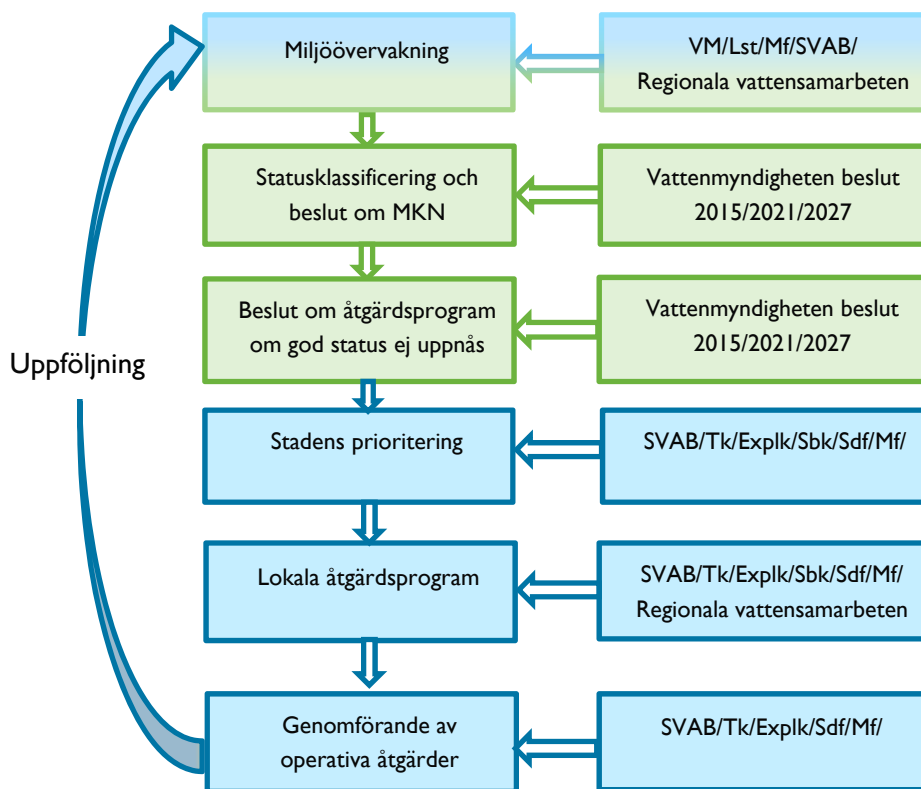 Miljöövervakning
VM/Lst/Mf/SVAB/
Regionala vattensamarbeten
Statusklassificering och
beslut om MKN
Vattenmyndigheten beslut
2015/2021/2027
Beslut om åtgärdsprogram
om god status ej uppnås
Vattenmyndigheten beslut
2015/2021/2027
Uppföljning
Stadens prioritering
SVAB/Tk/Explk/Sbk/Sdf/Mf/
Lokala åtgärdsprogram
SVAB/Tk/Explk/Sbk/Sdf/Mf/
Regionala vattensamarbeten
Genomförande av
operativa åtgärder
SVAB/Tk/Explk/Sdf/Mf/